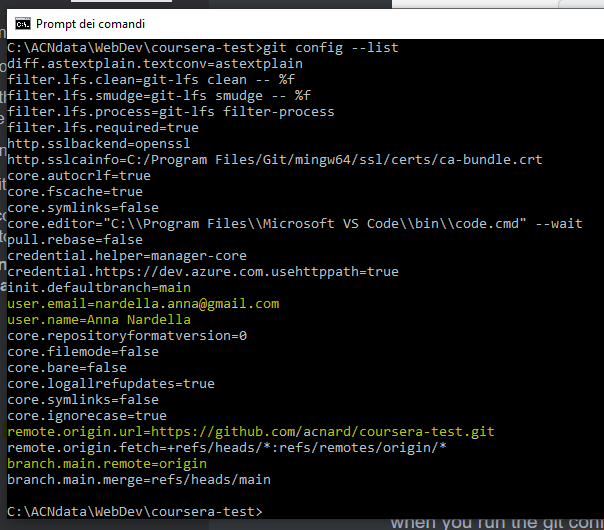 Prompt dei comandi
C:\ACNdata\WebDev\coursera-test>git config --list
diff.astextplain.textconv=astextplain
filter.lfs.clean=git-lfs clean -- %f
filter.lfs.smudge=git-lfs smudge -- %f
filter.lfs.process=git-lfs filter-process
filter.lfs.required=true
http.sslbackend=openssl
http.sslcainfo=C:/Program Files/Git/mingw64/ssl/certs/ca-bundle.crt
core.autocrlf=true
core.fscache=true
core.symlinks=false
core.editor="C:\\Program Files\\Microsoft VS Code\\bin\\code.cmd" --wait
pull.rebase=false
credential.helper=manager-core
credential.https://dev.azure.com.usehttppath=true
init.defaultbranch=main
user.email=nardella.anna@gmail.com
user.name=Anna Nardella
core.repositoryformatversion=0
core.filemode=false
core.bare=false
core.logallrefupdates=true
core.symlinks=false
core.ignorecase=true
remote.origin.url=https://github.com/acnard/coursera-test.git
remote.origin.fetch=+refs/heads/*:refs/remotes/origin/*
branch.main.remote=origin
branch.main.merge=refs/heads/main
C:\ACNdata\WebDev\coursera-test>
when you run the git conf